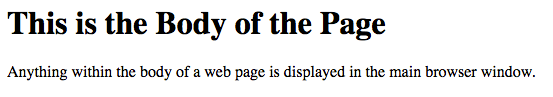 This is the Body of the Page
Anything within the body of a web page is displayed in the main browser window.